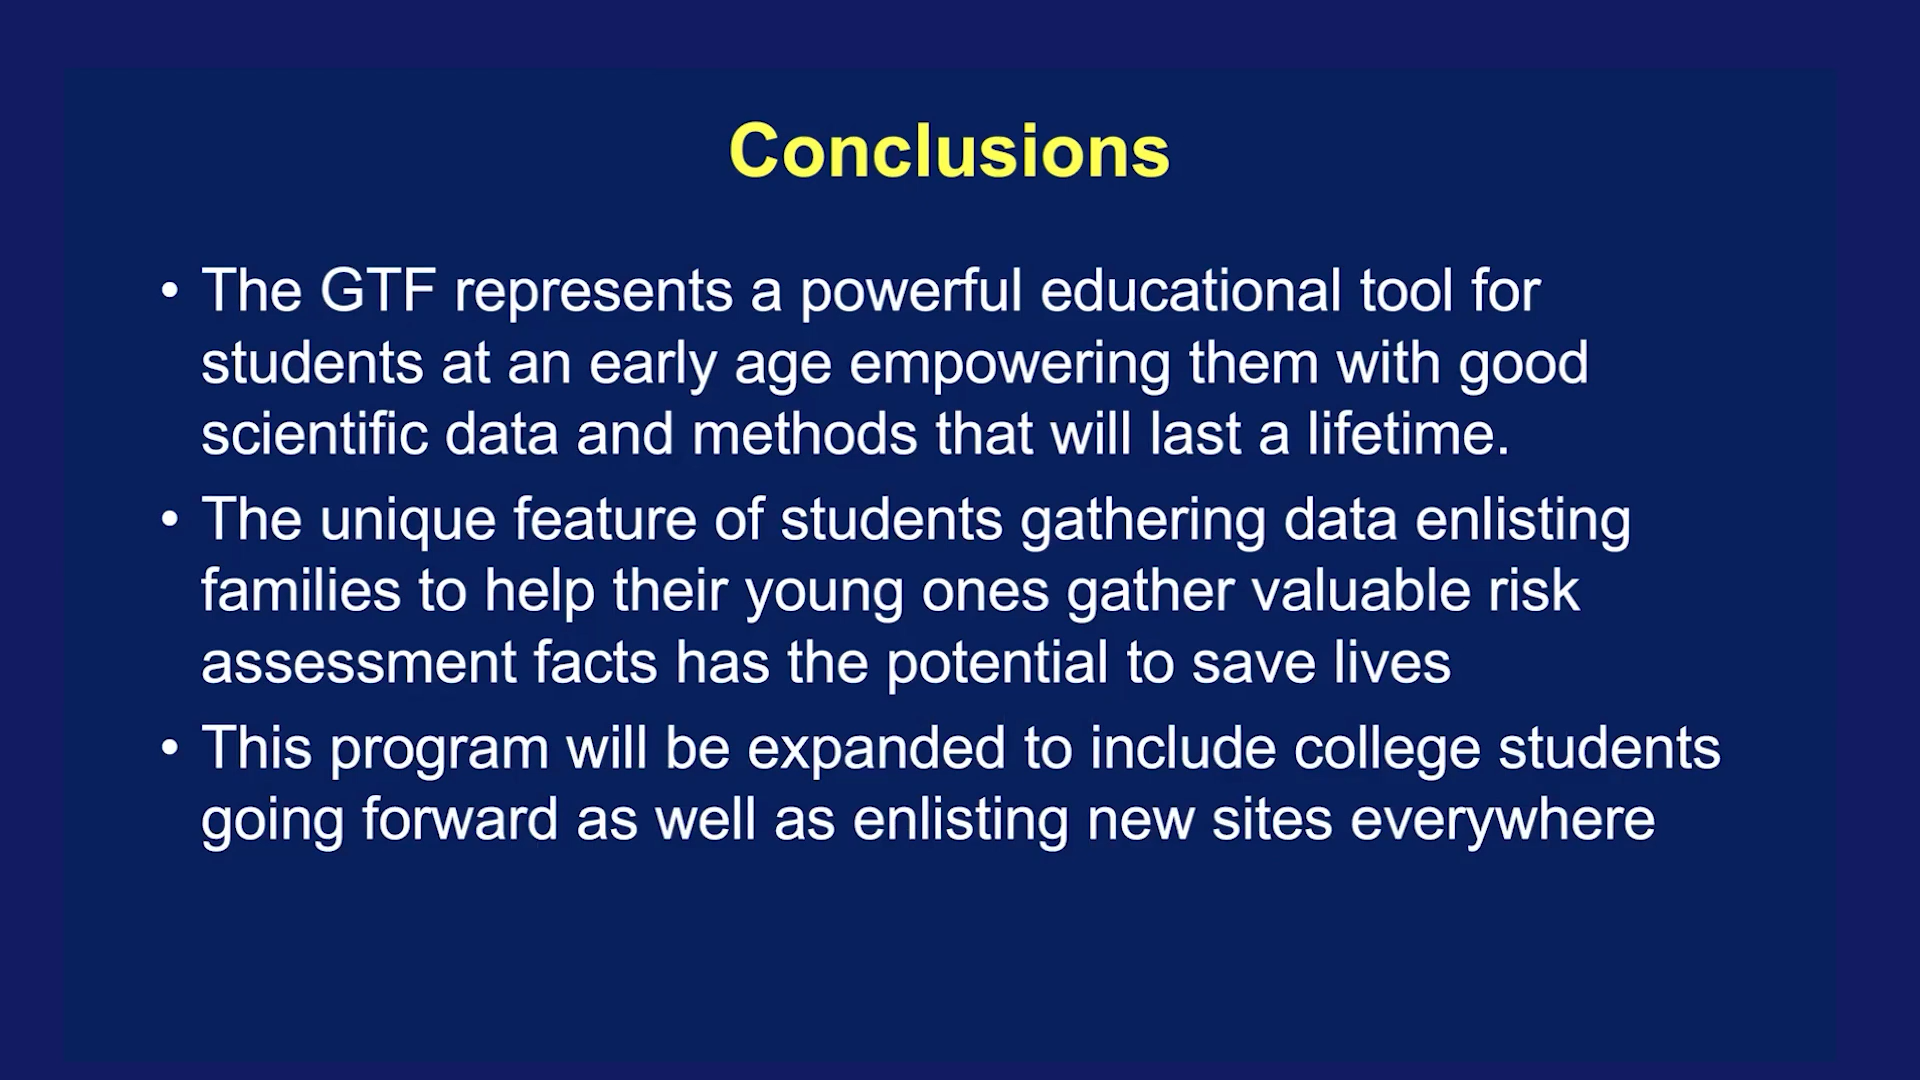 Conclusions
• The GTF represents a powerful educational tool for
students at an early age empowering them with good
scientific data and methods that will last a lifetime.
• The unique feature of students gathering data enlisting
families to help their young ones gather valuable risk
assessment facts has the potential to save lives
• This program will be expanded to include college students
going forward as well as enlisting new sites everywhere